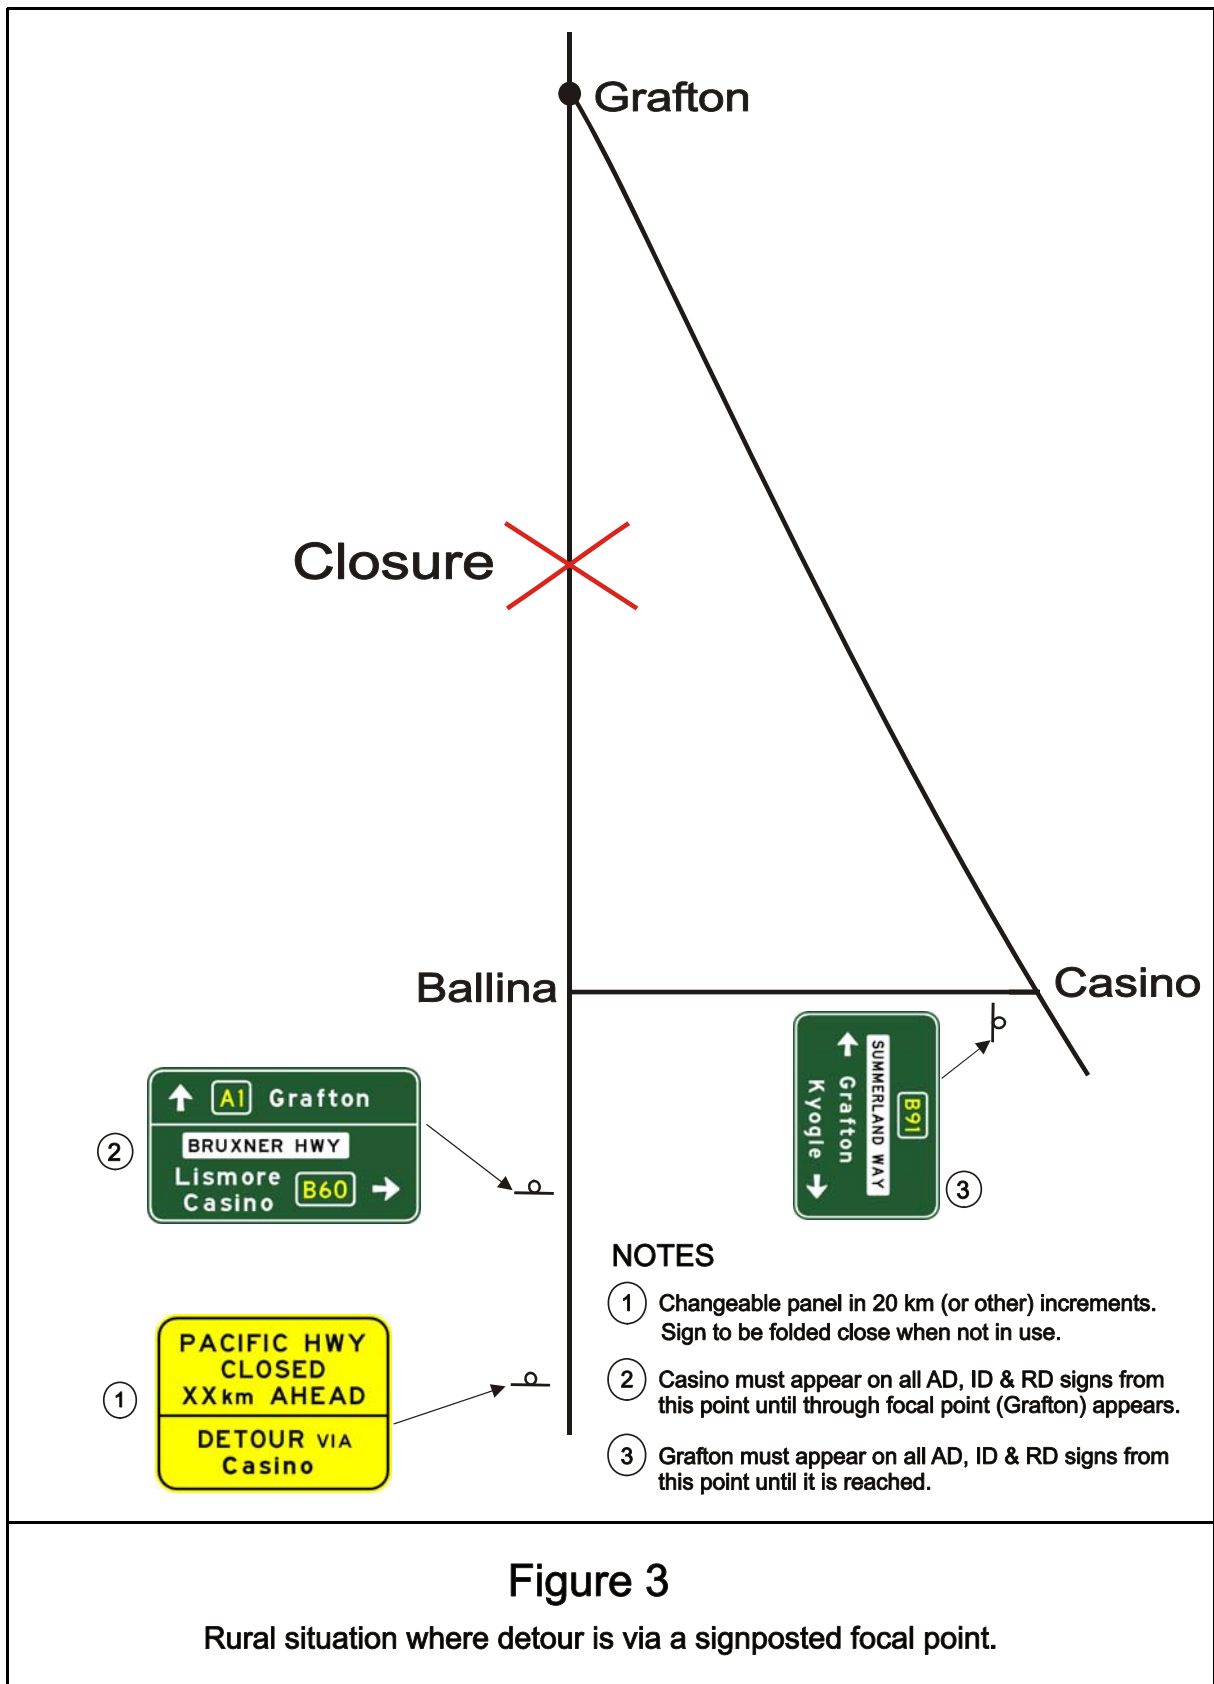 Grafton
Closure
Ballina
Casino
A1 Grafton
BRUXNER HWY
Lismore
Casino
B60
2
B91
SUMMERLAND WAY
Grafton
Kyogle
3
PACIFIC HWY
CLOSED
XXkm AHEAD
DETOUR VIA
Casino
1
NOTES
1 Changeable panel in 20 km (or other) increments.
Sign to be folded close when not in use.
2 Casino must appear on all AD, ID & RD signs from
this point until through focal point (Grafton) appears.
3 Grafton must appear on all AD, ID & RD signs from
this point until it is reached.
Figure 3
Rural situation where detour is via a signposted focal point.